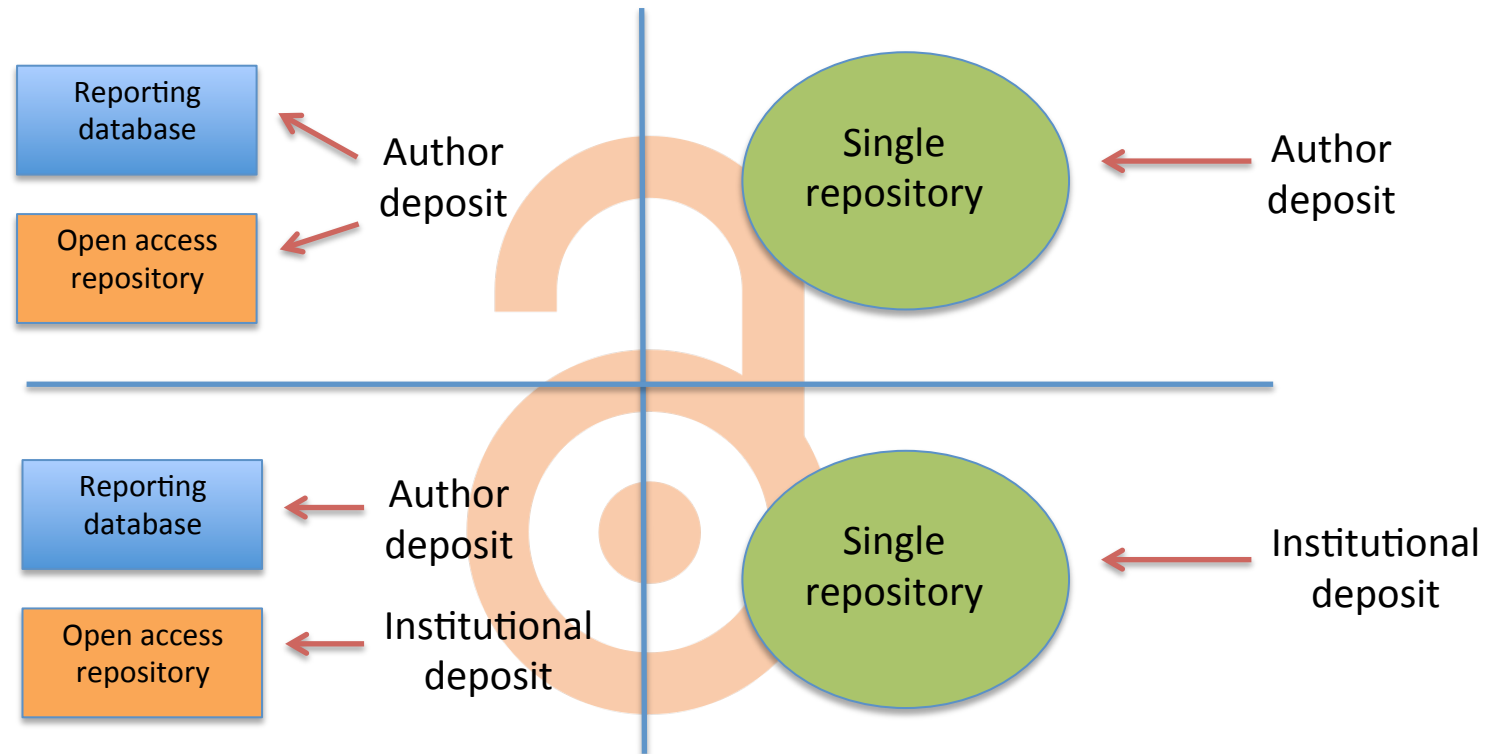 Reporting
database
Open access
repository
Author
deposit
Single
repository
Author
deposit
Reporting
database
Open access
repository
Author
deposit
Institutional
deposit
Single
repository
Institutional
deposit